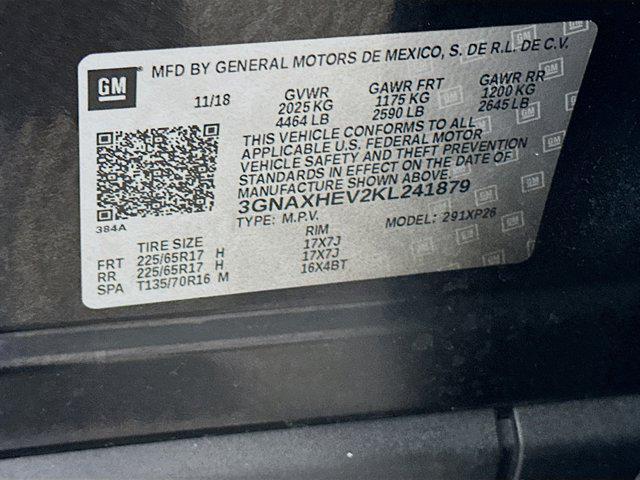 GM
MFD BY GENERAL MOTORS DE MEXICO, S. DE R.L. DE C.V.
11/18 GVWR GAWR FRT GAWR RR
2025 KG 1175 KG 1200 KG
4464 LB 2590 LB 2645 LB
THIS VEHICLE CONFORMS TO ALL
APPLICABLE U.S. FEDERAL MOTOR
VEHICLE SAFETY AND THEFT PREVENTION
STANDARDS IN EFFECT ON THE DATE OF
MANUFACTURE SHOWN ABOVE.
3GNAXHEV2KL241879
384A
TYPE: M.P.V. MODEL: 291XP26
TIRE SIZE RIM
FRT 225/65R17 H 17X7J
RR 225/65R17 H 17X7J
SPA T135/70R16 M 16X4BT